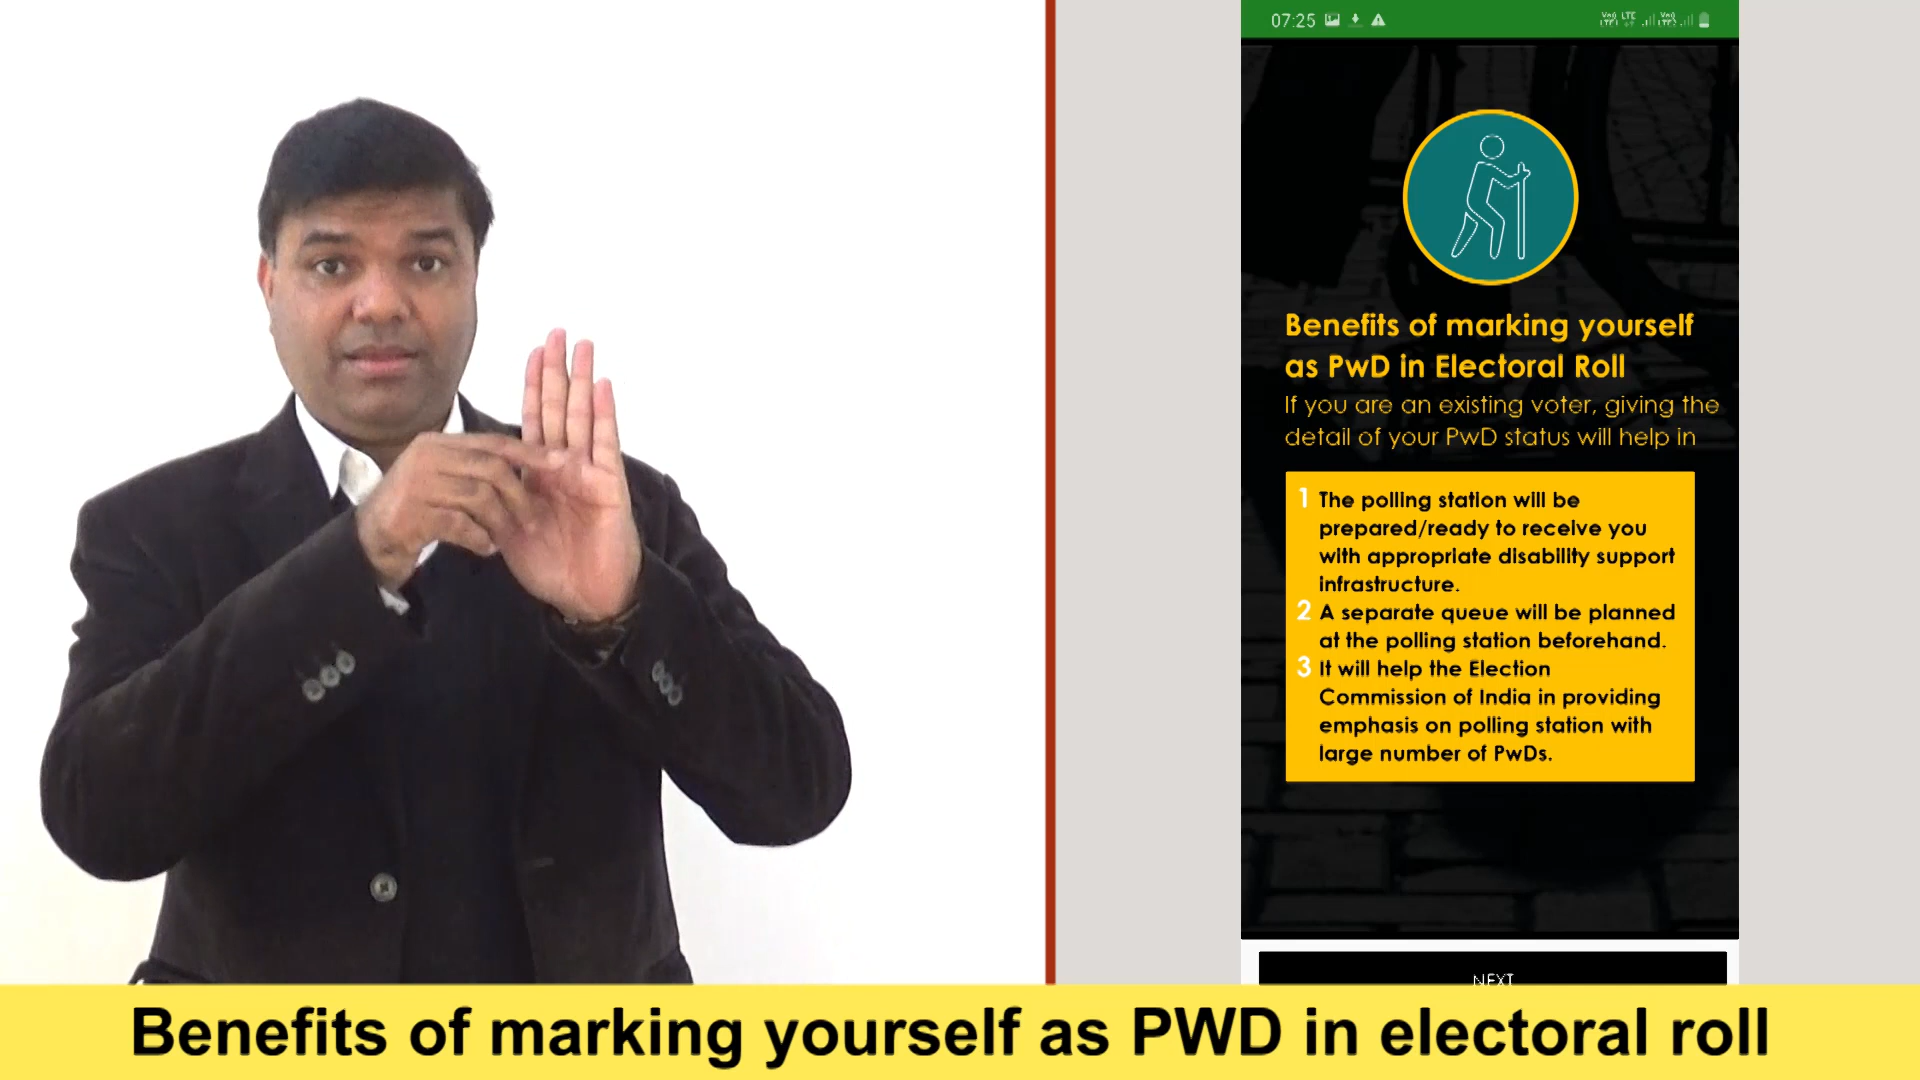 07:25
Benefits of marking yourself
as PwD in Electoral Roll
If you are an existing voter, giving the
detail of your PwD status will help in
1 The polling station will be
prepared/ready to receive you
with appropriate disability support
infrastructure.
2 A separate queue will be planned
at the polling station beforehand.
3 It will help the Election
Commission of India in providing
emphasis on polling station with
large number of PwDs.
NEXT
Benefits of marking yourself as PWD in electoral roll